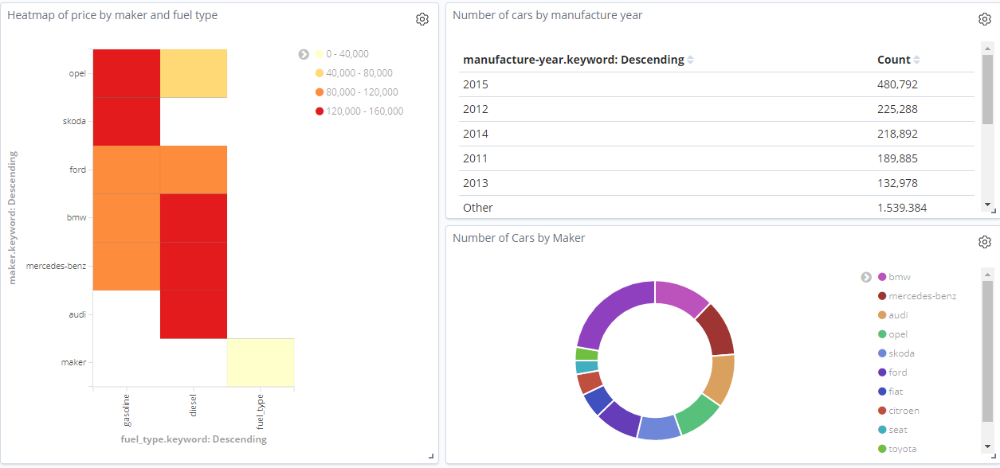 Heatmap of price by maker and fuel type
0 - 40,000
40,000 - 80,000
80,000 - 120,000
120,000 - 160,000
maker.keyword: Descending
opel
skoda
ford
bmw
mercedes-benz
audi
maker
gasoline
diesel
fuel_type
fuel_type.keyword: Descending
Number of cars by manufacture year
manufacture-year.keyword: Descending Count
2015 480,792
2012 225,288
2014 218,892
2011 189,885
2013 132,978
Other 1.539.384
Number of Cars by Maker
bmw
mercedes-benz
audi
opel
skoda
ford
fiat
citroen
seat
toyota